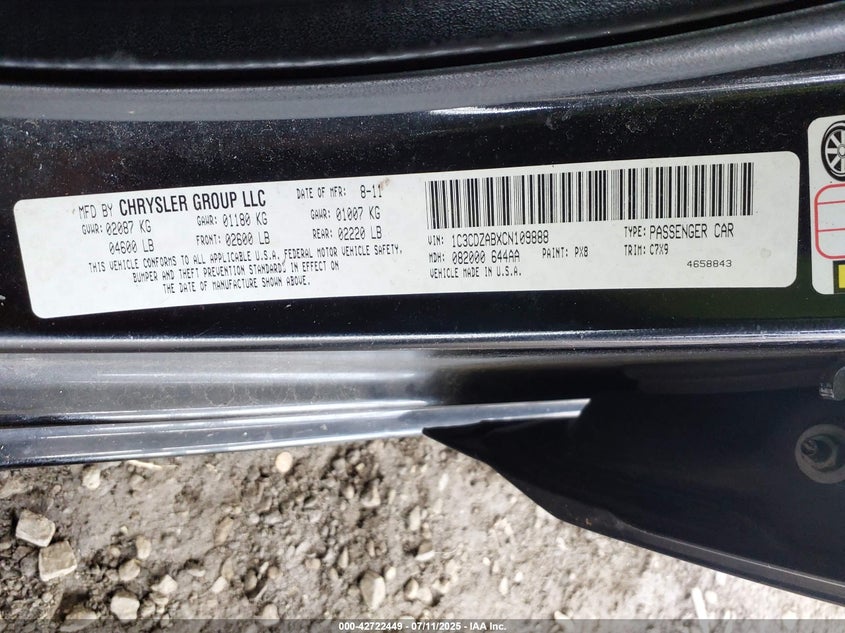 MFD BY CHRYSLER GROUP LLC DATE OF MFR: 8-11
GVWR: 02087 KG GAWR: 01180 KG GAWR: 01007 KG
04600 LB FRONT: 02600 LB REAR: 02220 LB
THIS VEHICLE CONFORMS TO ALL APPLICABLE U.S.A. FEDERAL MOTOR VEHICLE SAFETY,
BUMPER AND THEFT PREVENTION STANDARDS IN EFFECT ON
THE DATE OF MANUFACTURE SHOWN ABOVE.
VIN: 1C3CDZABXCN109888 TYPE: PASSENGER CAR
MDH: 082000 644AA PAINT: PX8 TRIM: C7X9
VEHICLE MADE IN U.S.A. 4658843
000-42722449 - 07/11/2025 - IAA Inc.